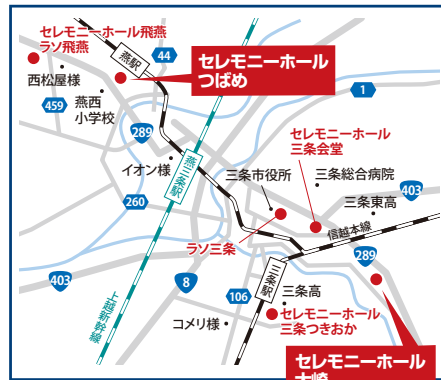 セレモニーホール飛燕
ラソ飛燕
燕駅
44
セレモニーホール
つばめ
西松屋様
燕西
小学校
459
1
289
イオン様
燕三条駅
セレモニーホール
三条会堂
三条市役所
三条総合病院
403
三条東高
260
信越本線
ラソ三条
289
403
8
上越新幹線
106
三条駅
三条高
セレモニーホール
三条つきおか
コメリ様
セレモニーホール